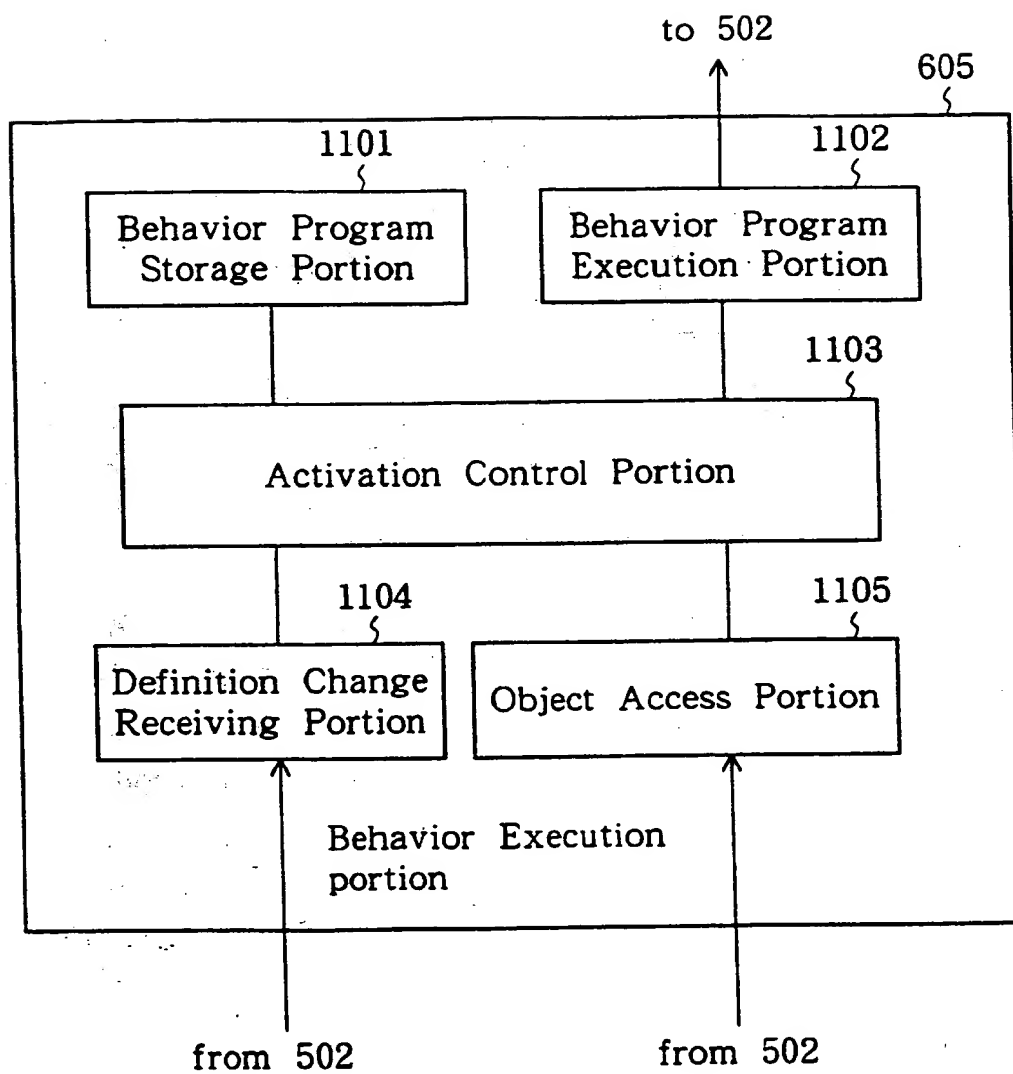 to 502
605
1101
1102
Behavior Program
Storage Portion
Behavior Program
Execution Portion
1103
Activation Control Portion
1104
1105
Definition Change
Receiving Portion
Object Access Portion
Behavior Execution
portion
from 502
from 502